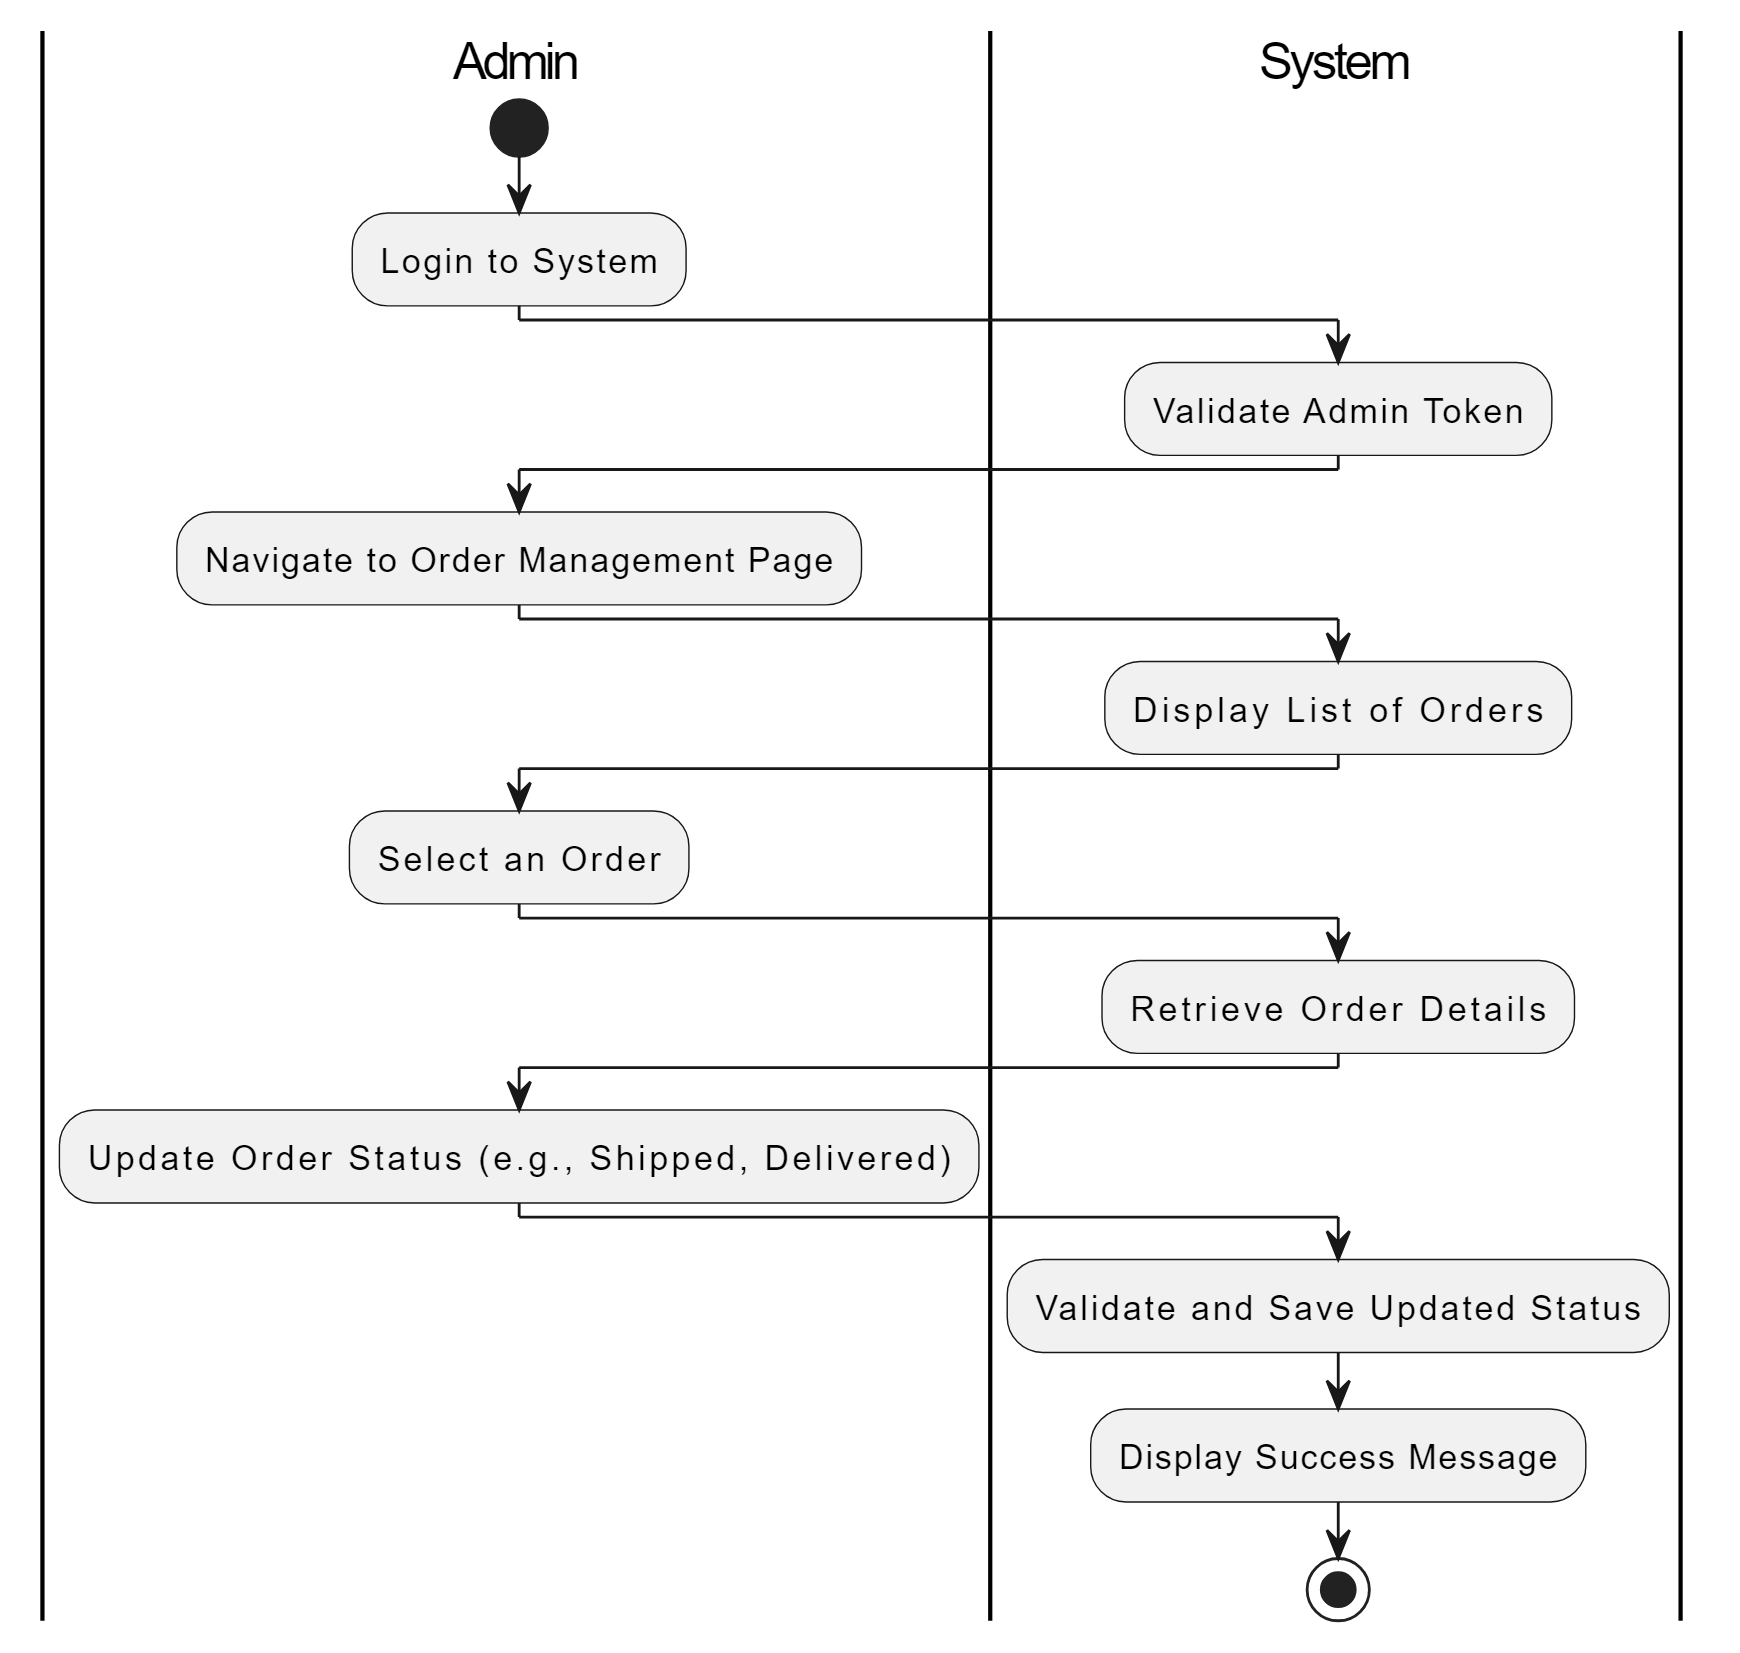 Admin
System
Login to System
Validate Admin Token
Navigate to Order Management Page
Display List of Orders
Select an Order
Retrieve Order Details
Update Order Status (e.g., Shipped, Delivered)
Validate and Save Updated Status
Display Success Message